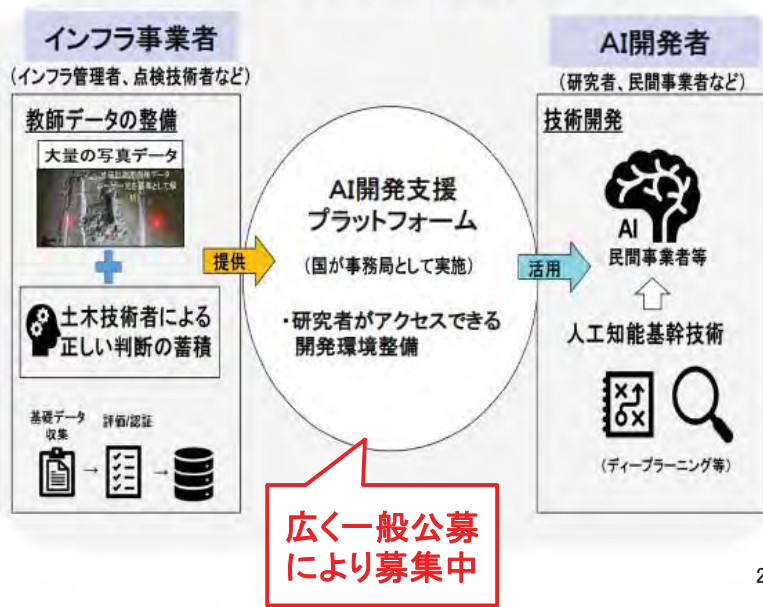 インフラ事業者
(インフラ管理者、点検技術者など)
教師データの整備
大量の写真データ
土木技術者による
正しい判断の蓄積
基礎データ
収集
評価/認証
→
→
提供
AI開発支援
プラットフォーム
(国が事務局として実施)
・研究者がアクセスできる
開発環境整備
広く一般公募
により募集中
活用
AI開発者
(研究者、民間事業者など)
技術開発
AI
民間事業者等
人工知能基幹技術
(ディープラーニング等)
2